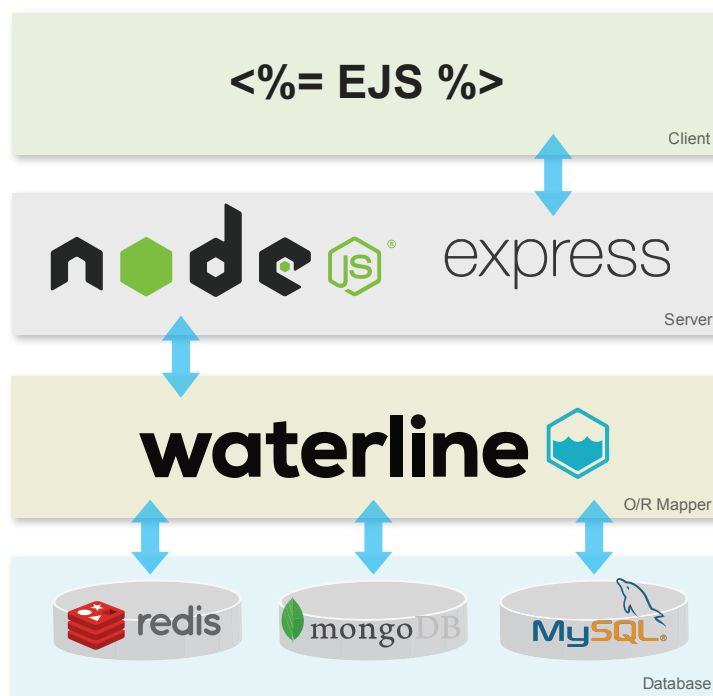 <%= EJS %>
Client
node JS ® express
Server
waterline
O/R Mapper
redis mongoDB MySQL®
Database